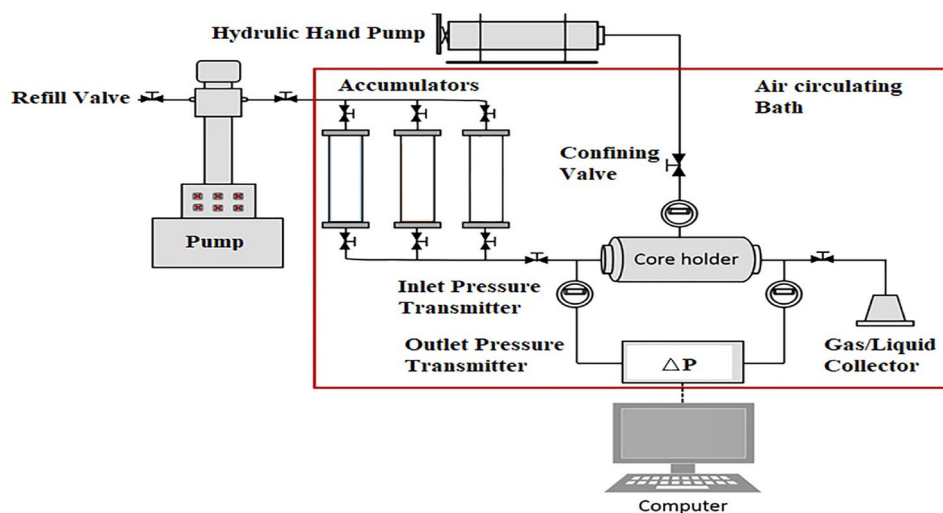 Hydrulic Hand Pump
Refill Valve
Accumulators
Air circulating
Bath
Confining
Valve
Pump
Core holder
Inlet Pressure
Transmitter
Outlet Pressure
Transmitter
△P
Gas/Liquid
Collector
Computer